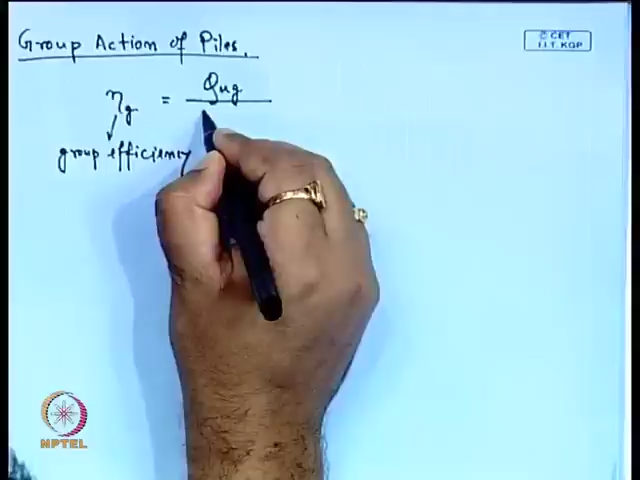 Group Action of Piles.
© CET
I.I.T. KGP
ηg = Qug
group efficiency
NPTEL